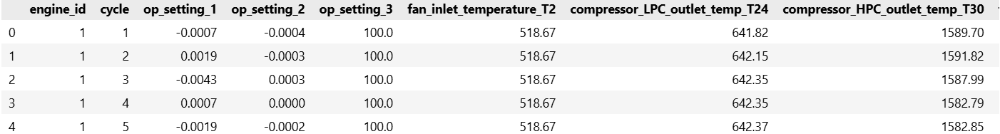 engine_id cycle op_setting_1 op_setting_2 op_setting_3 fan_inlet_temperature_T2 compressor_LPC_outlet_temp_T24 compressor_HPC_outlet_temp_T30
0 1 1 -0.0007 -0.0004 100.0 518.67 641.82 1589.70
1 1 2 0.0019 -0.0003 100.0 518.67 642.15 1591.82
2 1 3 -0.0043 0.0003 100.0 518.67 642.35 1587.99
3 1 4 0.0007 0.0000 100.0 518.67 642.35 1582.79
4 1 5 -0.0019 -0.0002 100.0 518.67 642.37 1582.85